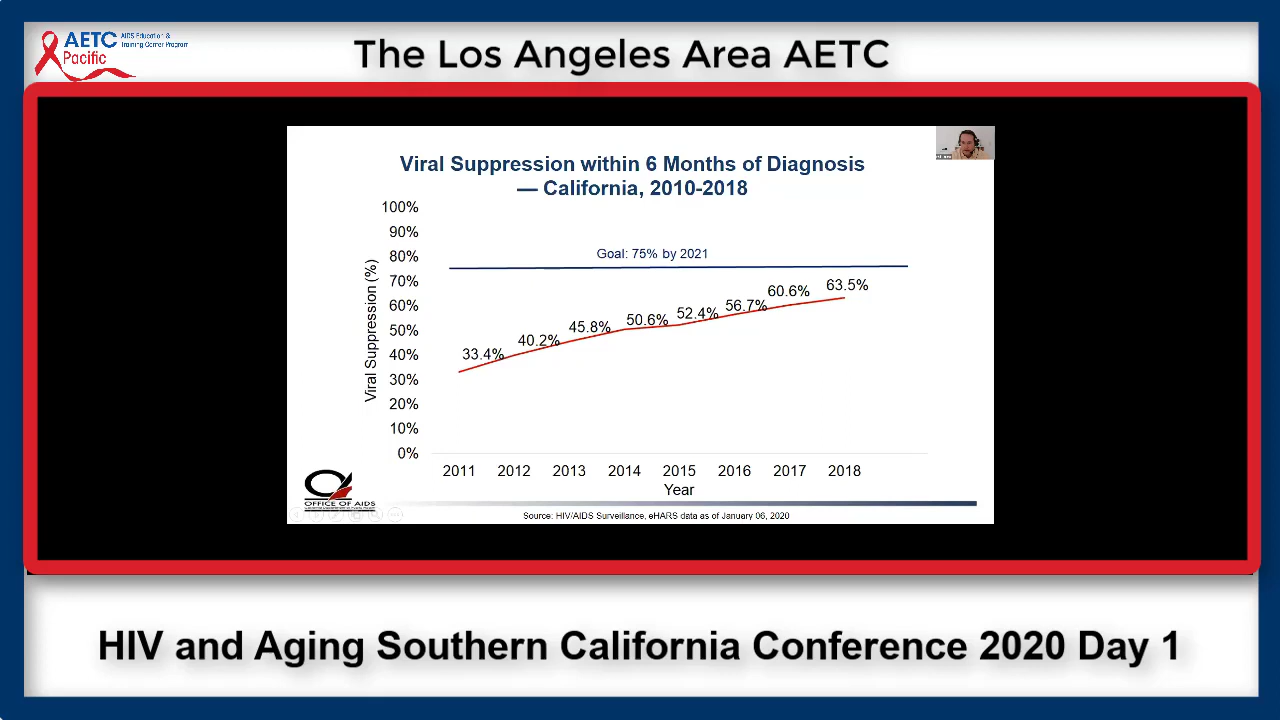 AETC
Pacific
AIDS Education &
Training Center Program
The Los Angeles Area AETC
Viral Suppression within 6 Months of Diagnosis
— California, 2010-2018
100%
90%
80%
70%
60%
50%
40%
30%
20%
10%
0%
Viral Suppression (%)
Goal: 75% by 2021
33.4%
40.2%
45.8%
50.6%
52.4%
56.7%
60.6%
63.5%
2011 2012 2013 2014 2015 2016 2017 2018
Year
OFFICE OF AIDS
Source: HIV/AIDS Surveillance, eHARS data as of January 06, 2020
HIV and Aging Southern California Conference 2020 Day 1